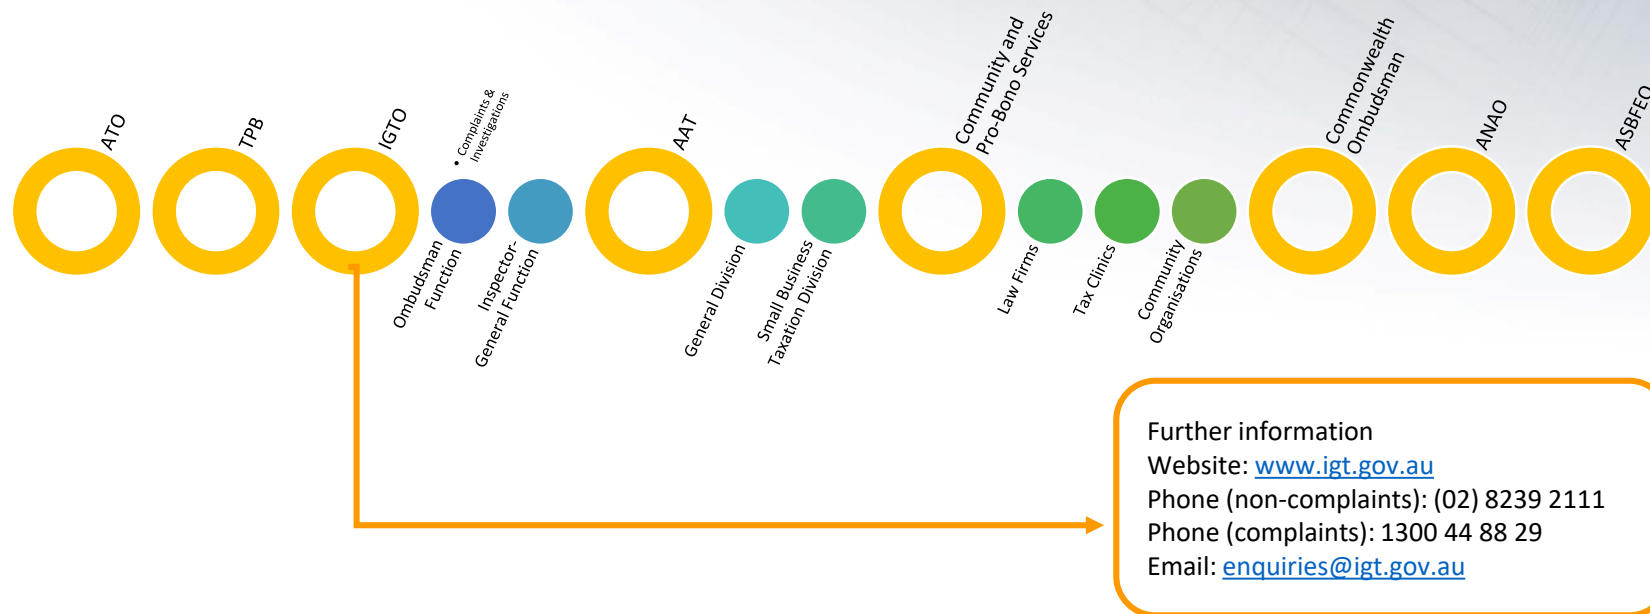 ATO
TPB
IGTO
Ombudsman
Function
• Complaints &
Investigations
Inspector-
General Function
AAT
General Division
Small Business
Taxation Division
Community and
Pro-Bono Services
Law Firms
Tax Clinics
Community
Organisations
Commonwealth
Ombudsman
ANAO
ASBFEO
Further information
Website: www.igt.gov.au
Phone (non-complaints): (02) 8239 2111
Phone (complaints): 1300 44 88 29
Email: enquiries@igt.gov.au